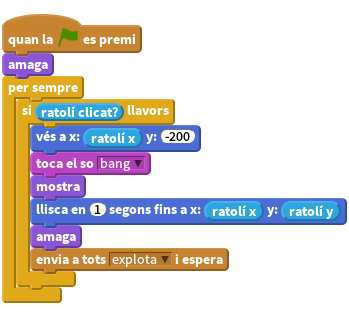 quan la es premi
amaga
per sempre
si ratolí clicat? llavors
vés a x: ratolí x y: -200
toca el so bang
mostra
llisca en 1 segons fins a x: ratolí x y: ratolí y
amaga
envia a tots explota i espera